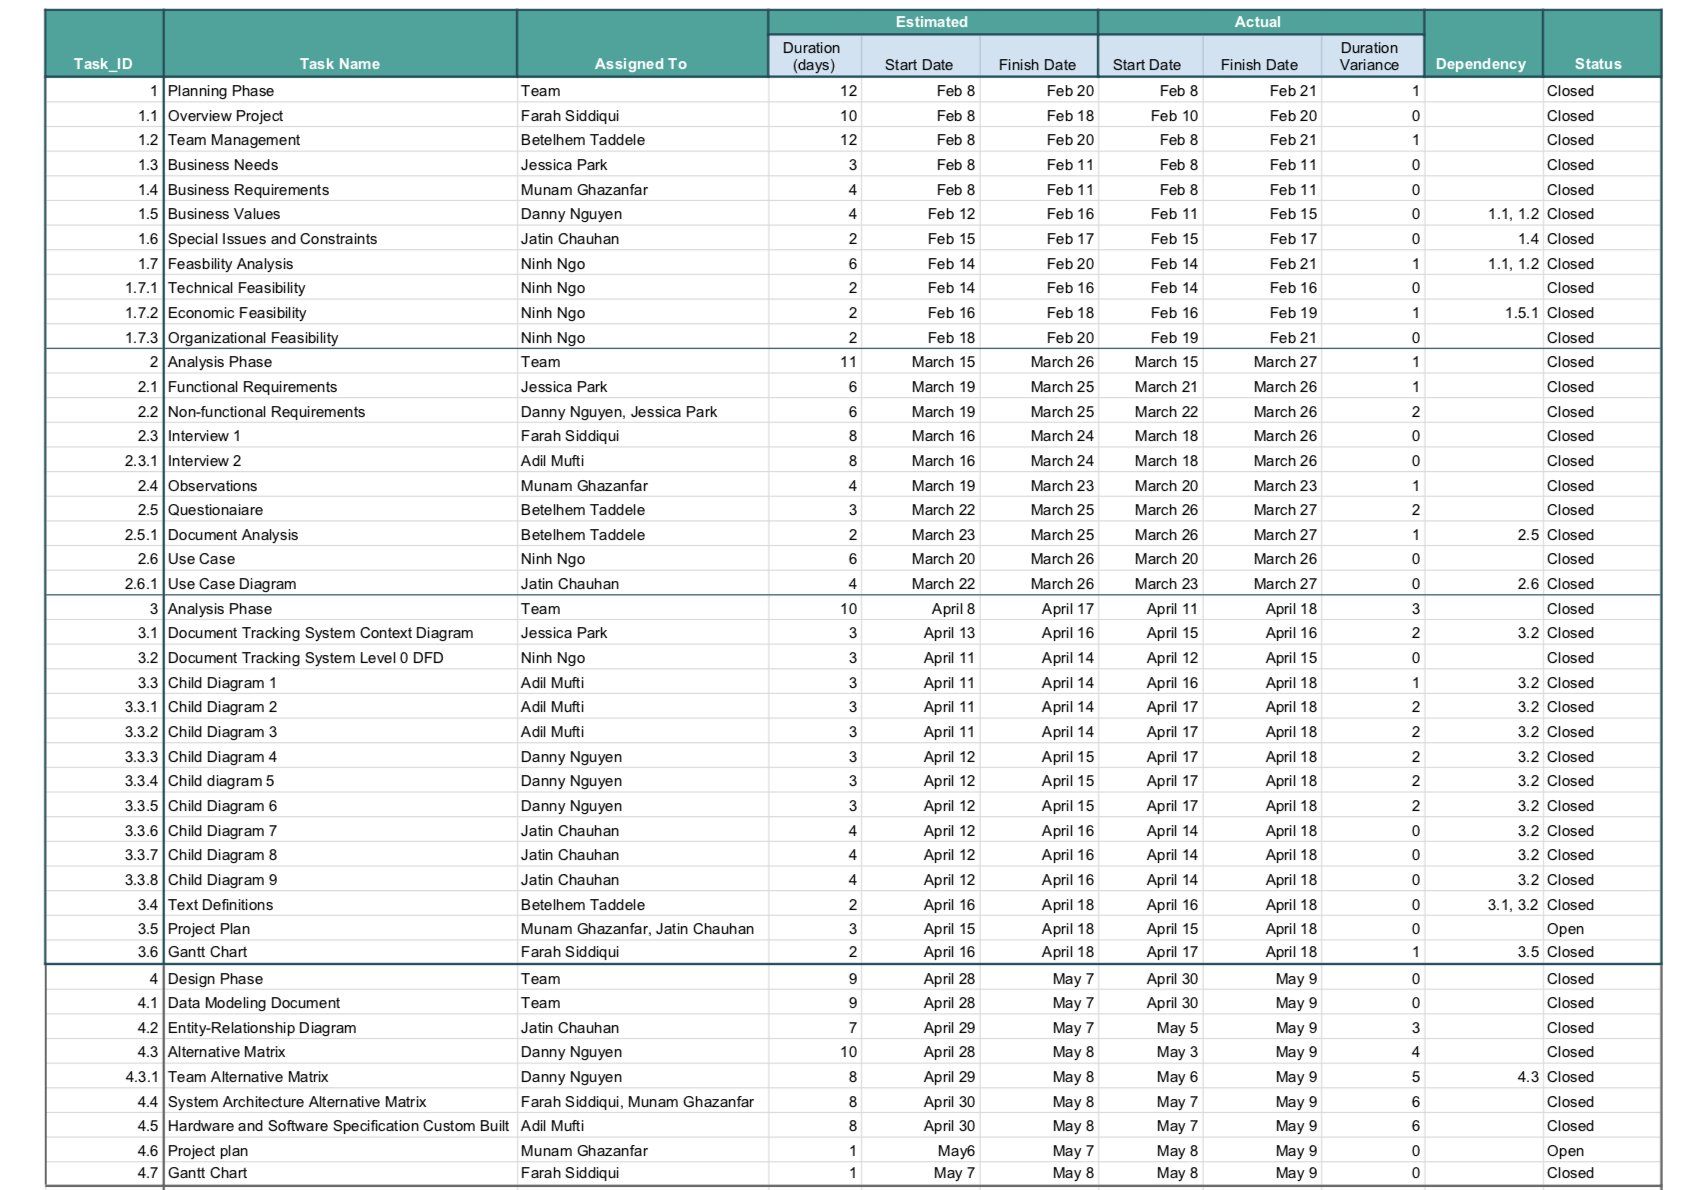 Estimated Actual
Task_ID Task Name Assigned To Duration (days) Start Date Finish Date Start Date Finish Date Duration Variance Dependency Status
1 Planning Phase Team 12 Feb 8 Feb 20 Feb 8 Feb 21 1 Closed
1.1 Overview Project Farah Siddiqui 10 Feb 8 Feb 18 Feb 10 Feb 20 0 Closed
1.2 Team Management Betelhem Taddele 12 Feb 8 Feb 20 Feb 8 Feb 21 1 Closed
1.3 Business Needs Jessica Park 3 Feb 8 Feb 11 Feb 8 Feb 11 0 Closed
1.4 Business Requirements Munam Ghazanfar 4 Feb 8 Feb 11 Feb 8 Feb 11 0 Closed
1.5 Business Values Danny Nguyen 4 Feb 12 Feb 16 Feb 11 Feb 15 0 1.1, 1.2 Closed
1.6 Special Issues and Constraints Jatin Chauhan 2 Feb 15 Feb 17 Feb 15 Feb 17 0 1.4 Closed
1.7 Feasbility Analysis Ninh Ngo 6 Feb 14 Feb 20 Feb 14 Feb 21 1 1.1, 1.2 Closed
1.7.1 Technical Feasibility Ninh Ngo 2 Feb 14 Feb 16 Feb 14 Feb 16 0 Closed
1.7.2 Economic Feasibility Ninh Ngo 2 Feb 16 Feb 18 Feb 16 Feb 19 1 1.5.1 Closed
1.7.3 Organizational Feasibility Ninh Ngo 2 Feb 18 Feb 20 Feb 19 Feb 21 0 Closed
2 Analysis Phase Team 11 March 15 March 26 March 15 March 27 1 Closed
2.1 Functional Requirements Jessica Park 6 March 19 March 25 March 21 March 26 1 Closed
2.2 Non-functional Requirements Danny Nguyen, Jessica Park 6 March 19 March 25 March 22 March 26 2 Closed
2.3 Interview 1 Farah Siddiqui 8 March 16 March 24 March 18 March 26 0 Closed
2.3.1 Interview 2 Adil Mufti 8 March 16 March 24 March 18 March 26 0 Closed
2.4 Observations Munam Ghazanfar 4 March 19 March 23 March 20 March 23 1 Closed
2.5 Questionaiare Betelhem Taddele 3 March 22 March 25 March 26 March 27 2 Closed
2.5.1 Document Analysis Betelhem Taddele 2 March 23 March 25 March 26 March 27 1 2.5 Closed
2.6 Use Case Ninh Ngo 6 March 20 March 25 March 20 March 26 0 Closed
2.6.1 Use Case Diagram Jatin Chauhan 4 March 22 March 26 March 23 March 27 0 2.6 Closed
3 Analysis Phase Team 10 April 8 April 17 April 11 April 18 3 Closed
3.1 Document Tracking System Context Diagram Jessica Park 3 April 13 April 16 April 15 April 16 2 3.2 Closed
3.2 Document Tracking System Level 0 DFD Ninh Ngo 3 April 11 April 14 April 12 April 15 0 Closed
3.3 Child Diagram 1 Adil Mufti 3 April 11 April 14 April 16 April 18 1 3.2 Closed
3.3.1 Child Diagram 2 Adil Mufti 3 April 11 April 14 April 17 April 18 2 3.2 Closed
3.3.2 Child Diagram 3 Adil Mufti 3 April 11 April 14 April 17 April 18 2 3.2 Closed
3.3.3 Child Diagram 4 Danny Nguyen 3 April 12 April 15 April 17 April 18 2 3.2 Closed
3.3.4 Child diagram 5 Danny Nguyen 3 April 12 April 15 April 17 April 18 2 3.2 Closed
3.3.5 Child Diagram 6 Danny Nguyen 3 April 12 April 15 April 17 April 18 2 3.2 Closed
3.3.6 Child Diagram 7 Jatin Chauhan 4 April 12 April 16 April 14 April 18 0 3.2 Closed
3.3.7 Child Diagram 8 Jatin Chauhan 4 April 12 April 16 April 14 April 18 0 3.2 Closed
3.3.8 Child Diagram 9 Jatin Chauhan 4 April 12 April 16 April 14 April 18 0 3.2 Closed
3.4 Text Definitions Betelhem Taddele 2 April 16 April 18 April 16 April 18 0 3.1, 3.2 Closed
3.5 Project Plan Munam Ghazanfar, Jatin Chauhan 3 April 15 April 18 April 15 April 18 0 Open
3.6 Gantt Chart Farah Siddiqui 2 April 16 April 18 April 17 April 18 1 3.5 Closed
4 Design Phase Team 9 April 28 May 7 April 30 May 9 0 Closed
4.1 Data Modeling Document Team 9 April 28 May 7 April 30 May 9 0 Closed
4.2 Entity-Relationship Diagram Jatin Chauhan 7 April 29 May 7 May 5 May 9 3 Closed
4.3 Alternative Matrix Danny Nguyen 10 April 28 May 8 May 3 May 9 4 Closed
4.3.1 Team Alternative Matrix Danny Nguyen 8 April 29 May 8 May 6 May 9 5 4.3 Closed
4.4 System Architecture Alternative Matrix Farah Siddiqui, Munam Ghazanfar 8 April 30 May 8 May 7 May 9 6 Closed
4.5 Hardware and Software Specification Custom Built Adil Mufti 8 April 30 May 8 May 7 May 9 6 Closed
4.6 Project plan Munam Ghazanfar 1 May6 May 7 May 8 May 9 0 Open
4.7 Gantt Chart Farah Siddiqui 1 May 7 May 8 May 8 May 9 0 Closed